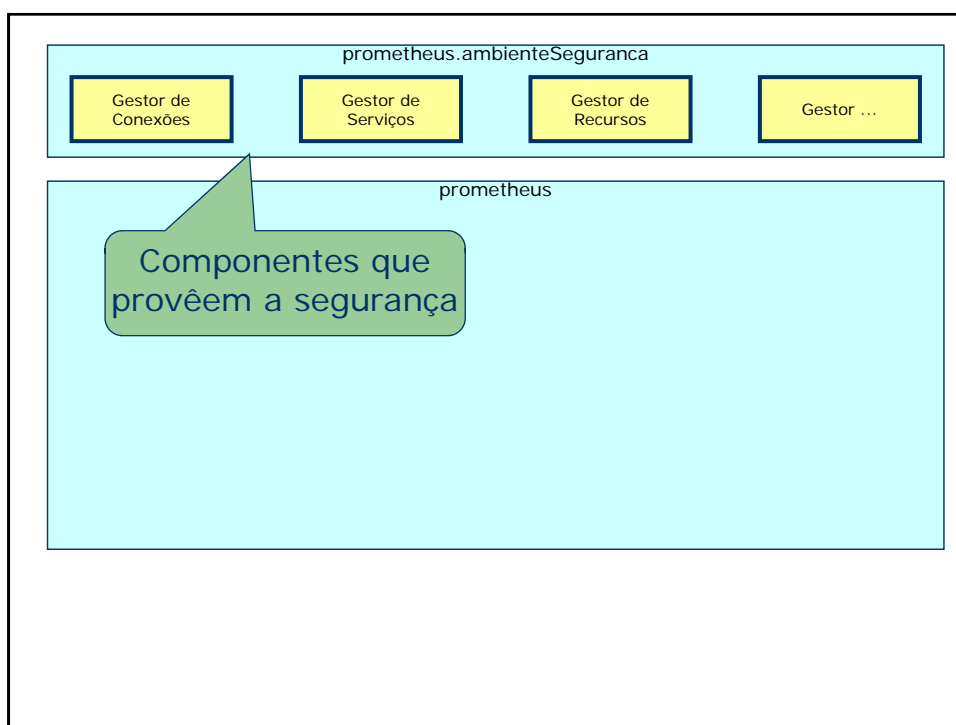 prometheus.ambienteSeguranca
Gestor de
Conexões
Gestor de
Serviços
Gestor de
Recursos
Gestor ...
prometheus
Componentes que
provêem a segurança